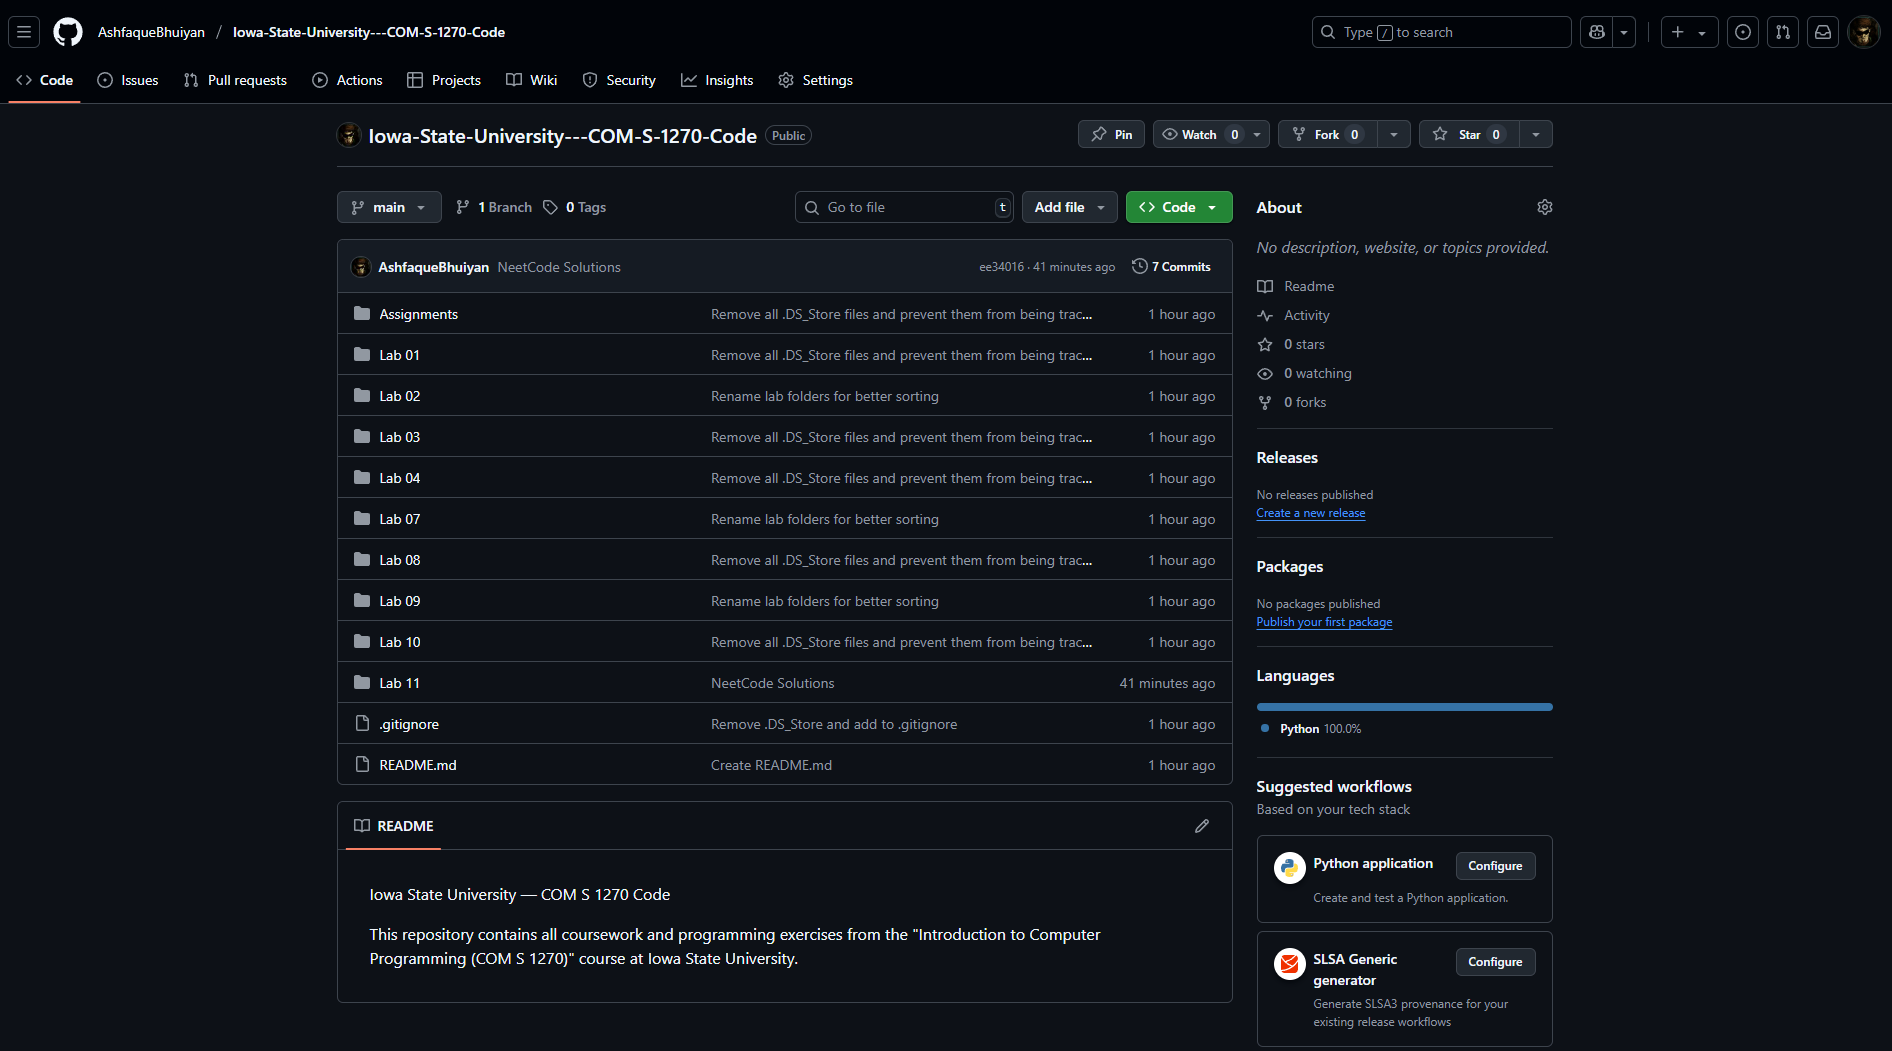 AshfaqueBhuiyan / Iowa-State-University---COM-S-1270-Code
Type / to search
Code Issues Pull requests Actions Projects Wiki Security Insights Settings
Iowa-State-University---COM-S-1270-Code Public
Pin Watch 0 Fork 0 Star 0
main 1 Branch 0 Tags Go to file t Add file Code
AshfaqueBhuiyan NeetCode Solutions ee34016 · 41 minutes ago 7 Commits
Assignments Remove all .DS_Store files and prevent them from being trac... 1 hour ago
Lab 01 Remove all .DS_Store files and prevent them from being trac... 1 hour ago
Lab 02 Rename lab folders for better sorting 1 hour ago
Lab 03 Remove all .DS_Store files and prevent them from being trac... 1 hour ago
Lab 04 Remove all .DS_Store files and prevent them from being trac... 1 hour ago
Lab 07 Rename lab folders for better sorting 1 hour ago
Lab 08 Remove all .DS_Store files and prevent them from being trac... 1 hour ago
Lab 09 Rename lab folders for better sorting 1 hour ago
Lab 10 Remove all .DS_Store files and prevent them from being trac... 1 hour ago
Lab 11 NeetCode Solutions 41 minutes ago
.gitignore Remove .DS_Store and add to .gitignore 1 hour ago
README.md Create README.md 1 hour ago
README
Iowa State University — COM S 1270 Code
This repository contains all coursework and programming exercises from the "Introduction to Computer
Programming (COM S 1270)" course at Iowa State University.
About
No description, website, or topics provided.
Readme
Activity
0 stars
0 watching
0 forks
Releases
No releases published
Create a new release
Packages
No packages published
Publish your first package
Languages
Python 100.0%
Suggested workflows
Based on your tech stack
Python application Configure
Create and test a Python application.
SLSA Generic
generator
Configure
Generate SLSA3 provenance for your
existing release workflows